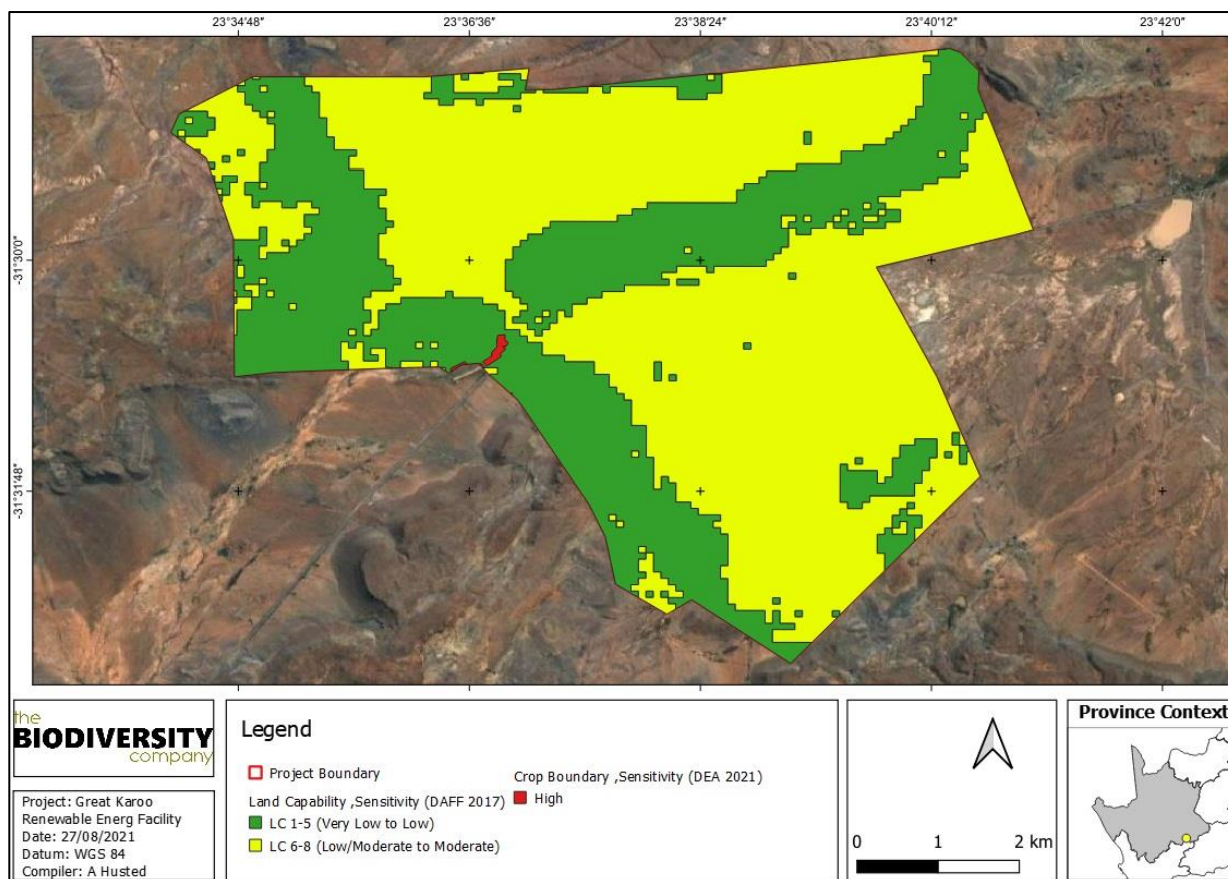 23°34'48" 23°36'36" 23°38'24" 23°40'12" 23°42'0"
-31°30'0"
-31°31'48"
the
BIODIVERSITY
company
Project: Great Karoo
Renewable Energ Facility
Date: 27/08/2021
Datum: WGS 84
Compiler: A Husted
Legend
Project Boundary
Land Capability ,Sensitivity (DAFF 2017)
LC 1-5 (Very Low to Low)
LC 6-8 (Low/Moderate to Moderate)
Crop Boundary ,Sensitivity (DEA 2021)
High
0 1 2 km
Province Context